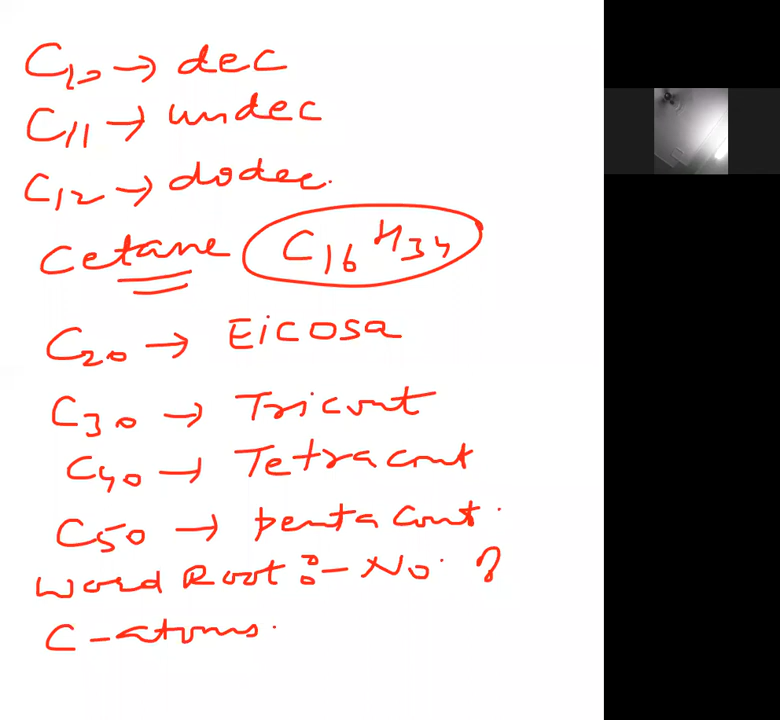 C10 → dec
C11 → undec
C12 → dodec.
Cetane C16H34
C20 → Eicosa
C30 → Tricont
C40 → Tetracont
C50 → pentacont.
Word Root :- No. ?
C-atoms.